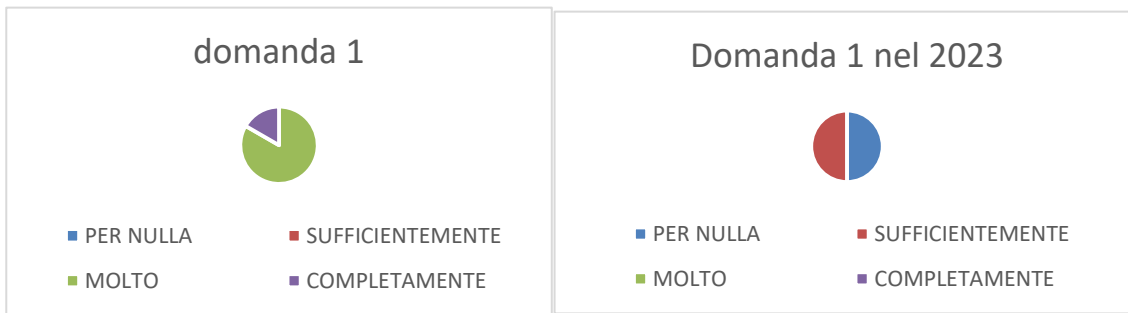 domanda 1
PER NULLA
SUFFICIENTEMENTE
MOLTO
COMPLETAMENTE
Domanda 1 nel 2023
PER NULLA
SUFFICIENTEMENTE
MOLTO
COMPLETAMENTE